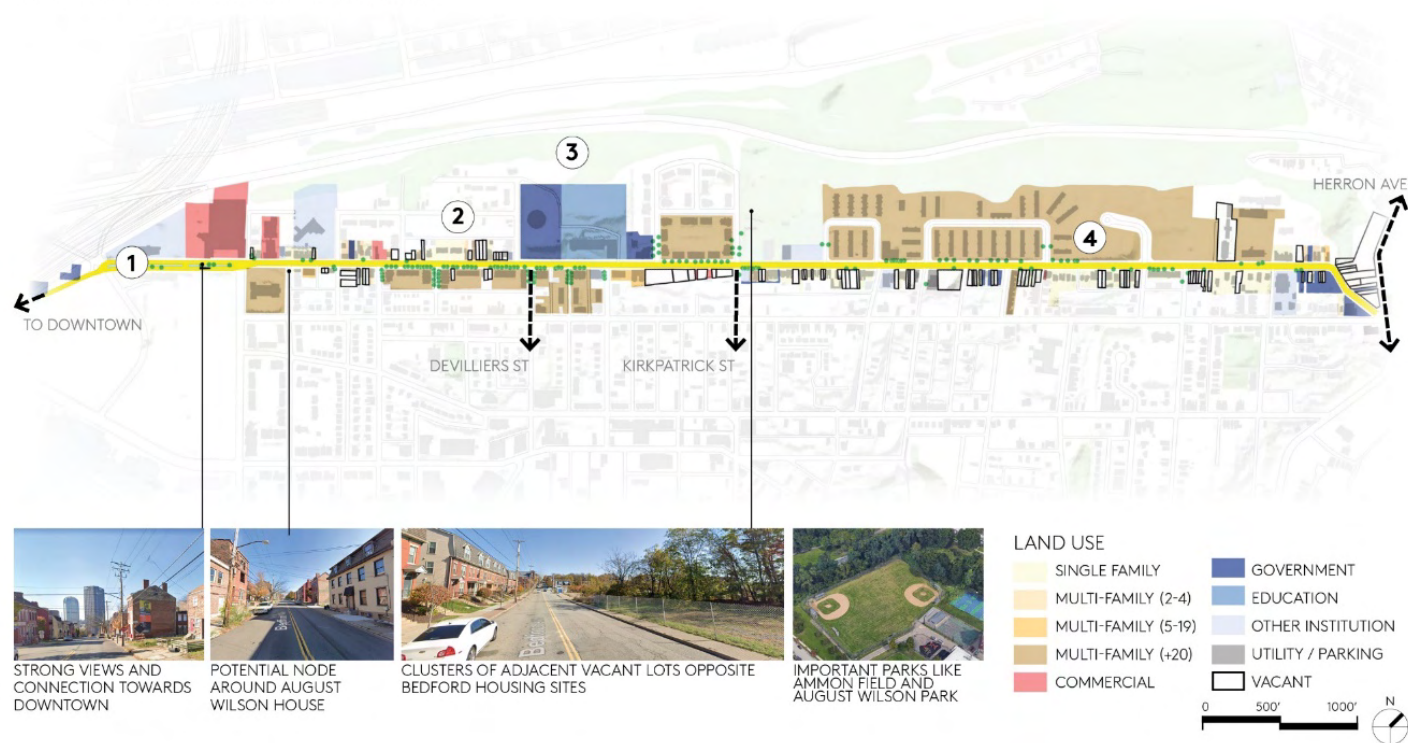 3
2
1
4
HERRON AVE
TO DOWNTOWN
DEVILLIERS ST
KIRKPATRICK ST
STRONG VIEWS AND
CONNECTION TOWARDS
DOWNTOWN
POTENTIAL NODE
AROUND AUGUST
WILSON HOUSE
CLUSTERS OF ADJACENT VACANT LOTS OPPOSITE
BEDFORD HOUSING SITES
IMPORTANT PARKS LIKE
AMMON FIELD AND
AUGUST WILSON PARK
LAND USE
SINGLE FAMILY
MULTI-FAMILY (2-4)
MULTI-FAMILY (5-19)
MULTI-FAMILY (+20)
COMMERCIAL
GOVERNMENT
EDUCATION
OTHER INSTITUTION
UTILITY / PARKING
VACANT
0 500' 1000'
N